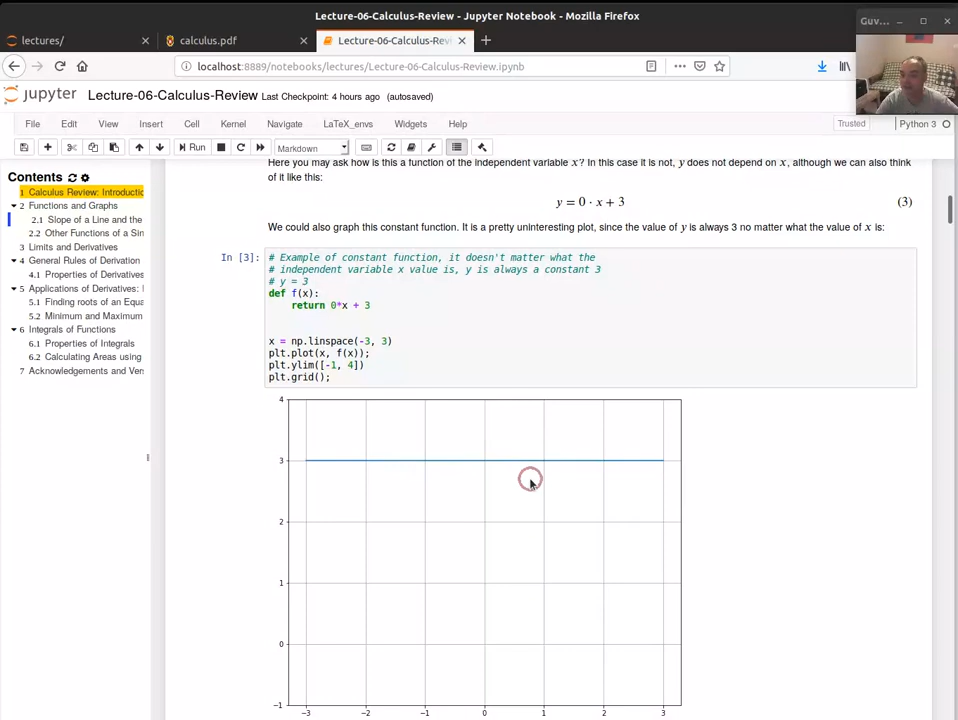 Lecture-06-Calculus-Review - Jupyter Notebook - Mozilla Firefox
Guv...
lectures/
calculus.pdf
Lecture-06-Calculus-Rev
localhost:8889/notebooks/lectures/Lecture-06-Calculus-Review.ipynb
jupyter Lecture-06-Calculus-Review Last Checkpoint: 4 hours ago (autosaved)
File Edit View Insert Cell Kernel Navigate LaTeX_envs Widgets Help Trusted Python 3
Run Markdown
Contents
1 Calculus Review: Introductio
2 Functions and Graphs
2.1 Slope of a Line and the
2.2 Other Functions of a Sin
3 Limits and Derivatives
4 General Rules of Derivation
4.1 Properties of Derivatives
5 Applications of Derivatives: I
5.1 Finding roots of an Equa
5.2 Minimum and Maximum
6 Integrals of Functions
6.1 Properties of Integrals
6.2 Calculating Areas using
7 Acknowledgements and Vers
Here you may ask how is this a function of the independent variable x? In this case it is not, y does not depend on x, although we can also think
of it like this:
y = 0 · x + 3 (3)
We could also graph this constant function. It is a pretty uninteresting plot, since the value of y is always 3 no matter what the value of x is:
In [3]: # Example of constant function, it doesn't matter what the
# independent variable x value is, y is always a constant 3
# y = 3
def f(x):
return 0*x + 3
x = np.linspace(-3, 3)
plt.plot(x, f(x));
plt.ylim([-1, 4])
plt.grid();
4
3
2
1
0
−1
−3 −2 −1 0 1 2 3